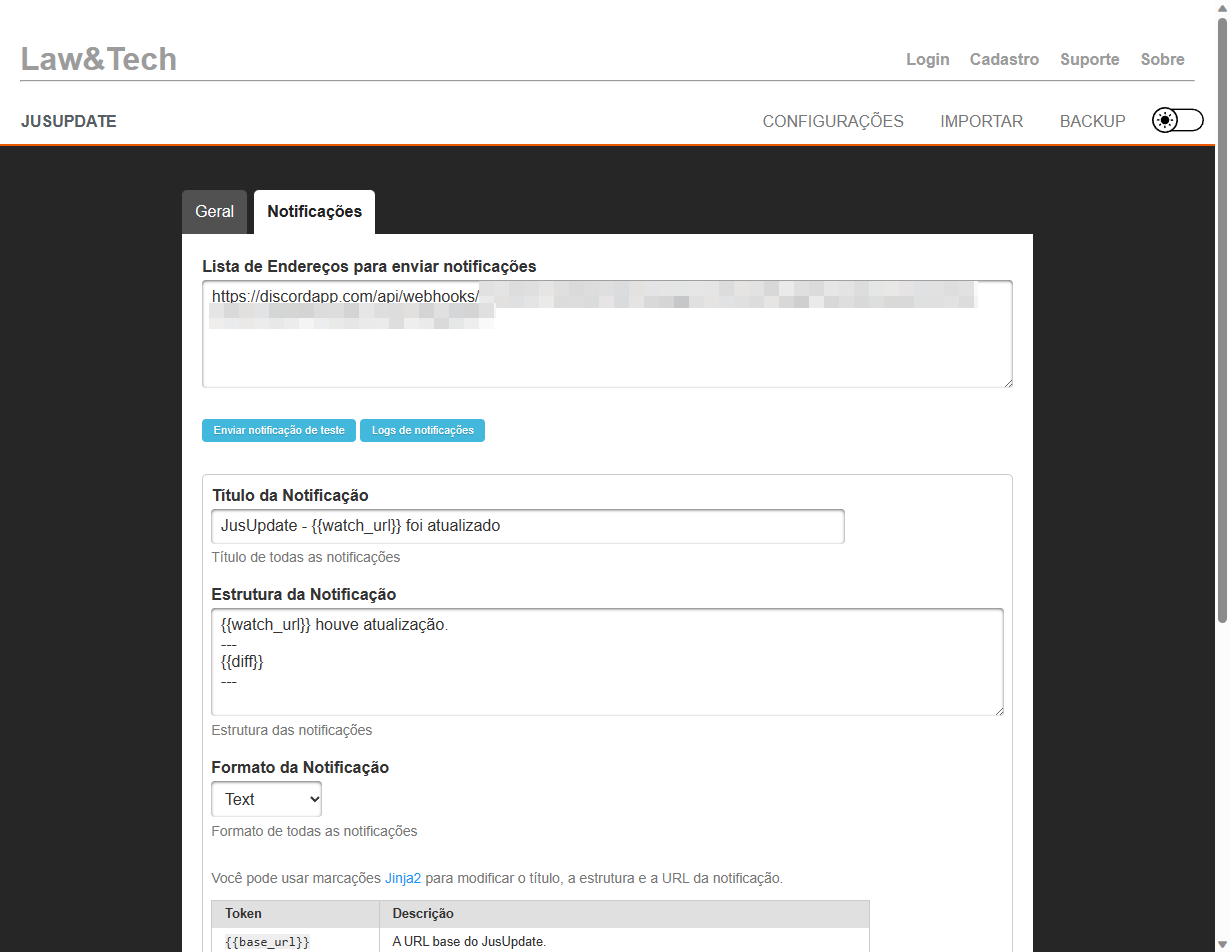 Law&Tech
Login Cadastro Suporte Sobre
JUSUPDATE
CONFIGURAÇÕES IMPORTAR BACKUP
Geral Notificações
Lista de Endereços para enviar notificações
https://discordapp.com/api/webhooks/
Enviar notificação de teste Logs de notificações
Título da Notificação
JusUpdate - {{watch_url}} foi atualizado
Título de todas as notificações
Estrutura da Notificação
{{watch_url}} houve atualização.
---
{{diff}}
---
Estrutura das notificações
Formato da Notificação
Text
Formato de todas as notificações
Você pode usar marcações Jinja2 para modificar o título, a estrutura e a URL da notificação.
Token Descrição
{{base_url}} A URL base do JusUpdate.